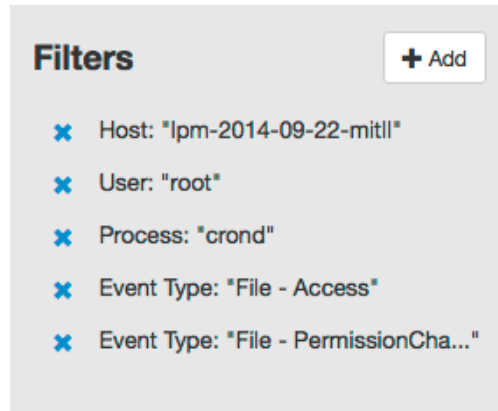 Filters
+ Add
✖ Host: "lpm-2014-09-22-mitll"
✖ User: "root"
✖ Process: "crond"
✖ Event Type: "File - Access"
✖ Event Type: "File - PermissionCha..."